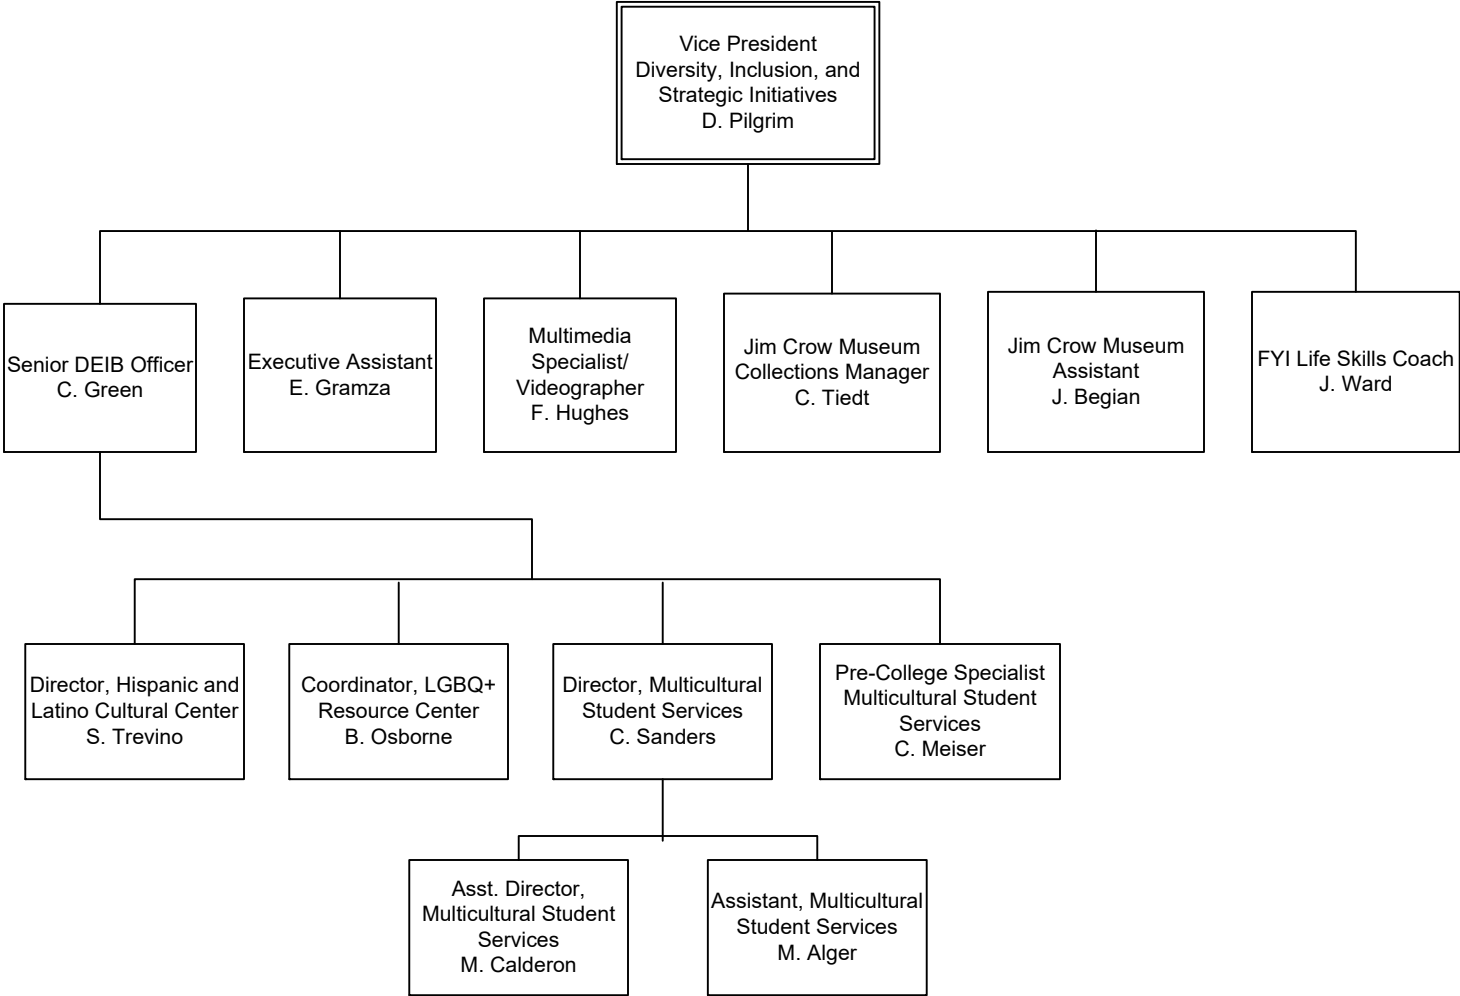 Vice President
Diversity, Inclusion, and
Strategic Initiatives
D. Pilgrim
Senior DEIB Officer
C. Green
Executive Assistant
E. Gramza
Multimedia
Specialist/
Videographer
F. Hughes
Jim Crow Museum
Collections Manager
C. Tiedt
Jim Crow Museum
Assistant
J. Begian
FYI Life Skills Coach
J. Ward
Director, Hispanic and
Latino Cultural Center
S. Trevino
Coordinator, LGBQ+
Resource Center
B. Osborne
Director, Multicultural
Student Services
C. Sanders
Pre-College Specialist
Multicultural Student
Services
C. Meiser
Asst. Director,
Multicultural Student
Services
M. Calderon
Assistant, Multicultural
Student Services
M. Alger